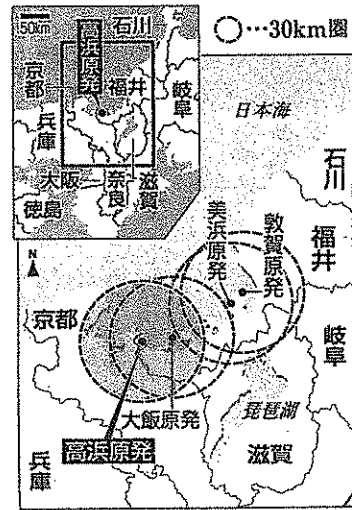 50km
石川
高浜原発
福井
京都
岐阜
兵庫
大阪
奈良
滋賀
徳島
…30km圏
日本海
石川
福井
岐阜
美浜原発
敦賀原発
N
京都
大飯原発
高浜原発
琵琶湖
滋賀
兵庫